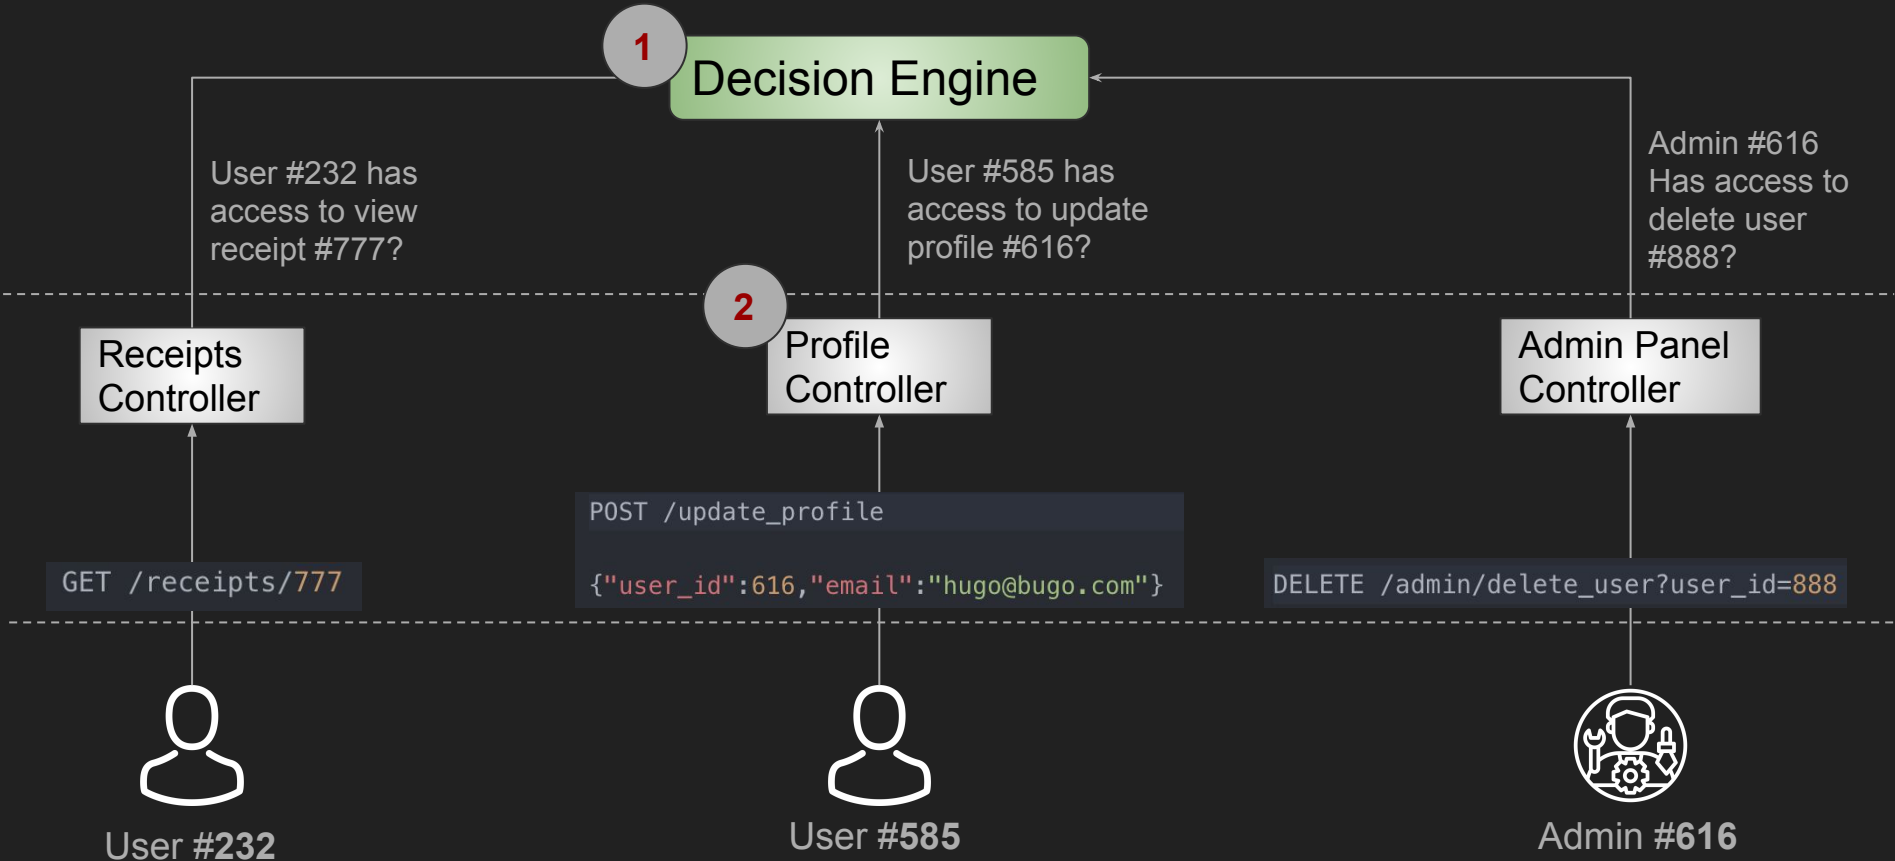 1
Decision Engine
User #232 has
access to view
receipt #777?
User #585 has
access to update
profile #616?
Admin #616
Has access to
delete user
#888?
2
Receipts
Controller
Profile
Controller
Admin Panel
Controller
GET /receipts/777
POST /update_profile
{"user_id":616,"email":"hugo@bugo.com"}
DELETE /admin/delete_user?user_id=888
User #232
User #585
Admin #616